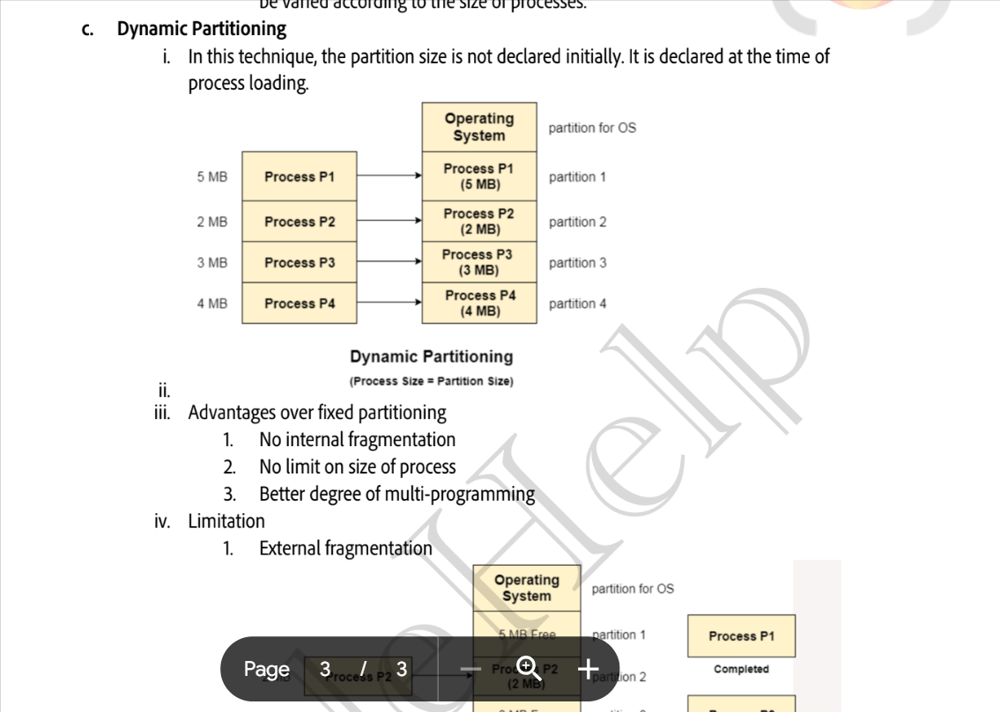 be varied according to the size of processes.
c. Dynamic Partitioning
i. In this technique, the partition size is not declared initially. It is declared at the time of
process loading.
Operating
System
partition for OS
5 MB
Process P1
Process P1
(5 MB)
partition 1
2 MB
Process P2
Process P2
(2 MB)
partition 2
3 MB
Process P3
Process P3
(3 MB)
partition 3
4 MB
Process P4
Process P4
(4 MB)
partition 4
Dynamic Partitioning
(Process Size = Partition Size)
ii.
iii. Advantages over fixed partitioning
1. No internal fragmentation
2. No limit on size of process
3. Better degree of multi-programming
iv. Limitation
1. External fragmentation
Operating
System
partition for OS
5 MB Free
partition 1
Process P1
Completed
Process P2
Process P2
(2 MB)
partition 2
Page 3 / 3
eHelp